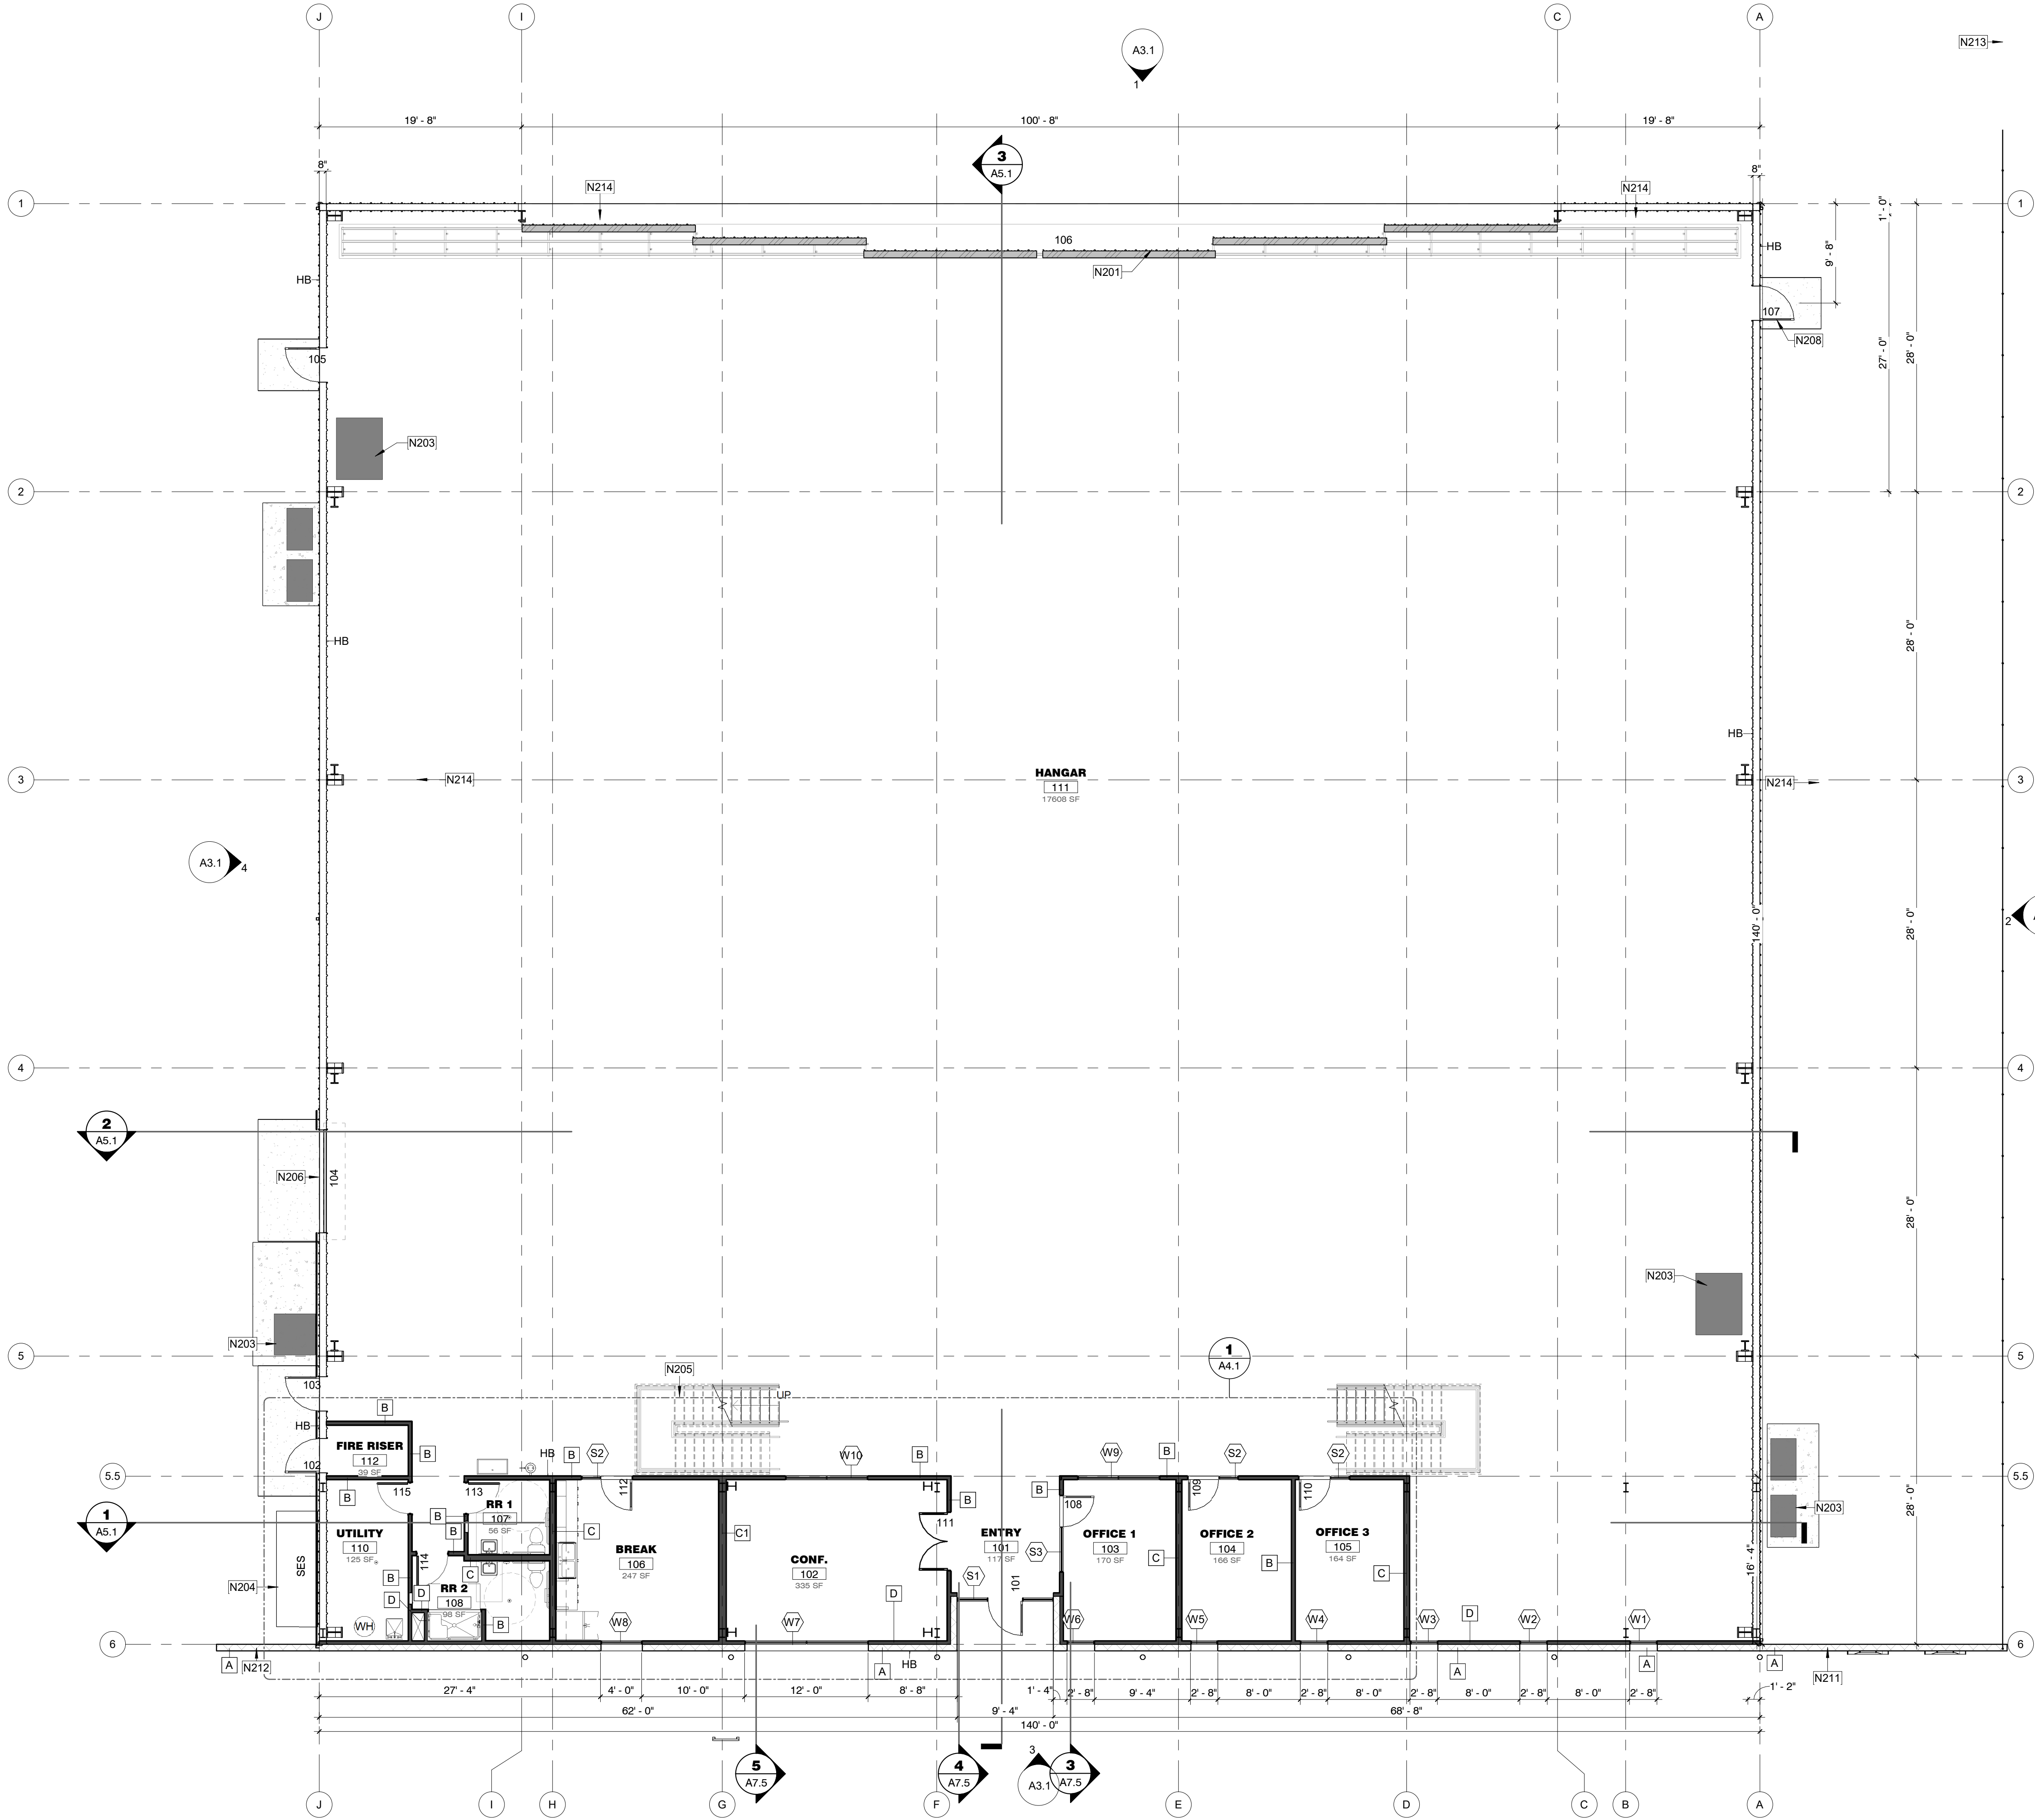 J
I
C
A
N213
A3.1
1
19' - 8"
100' - 8"
19' - 8"
8"
3
A5.1
8"
N214
N214
1
1
1' - 0"
106
HB
HB
N201
9' - 8"
107
N208
105
27' - 0"
28' - 0"
N203
2
2
HB
28' - 0"
HB
HANGAR
111
17608 SF
3
N214
N214
3
A3.1
4
140' - 0"
28' - 0"
2
4
4
2
A5.1
N206
104
28' - 0"
N203
N203
5
1
A4.1
5
N205
UP
103
B
HB
FIRE RISER
112
39 SF
B
HB
B
S2
W10
B
W9
B
S2
S2
102
5.5
5.5
B
115
113
112
B
B
108
109
110
N203
28' - 0"
RR 1
107
56 SF
B
B
1
A5.1
UTILITY
110
125 SF
C
C1
111
ENTRY
101
117 SF
OFFICE 1
103
170 SF
OFFICE 2
104
166 SF
OFFICE 3
105
164 SF
BREAK
106
247 SF
CONF.
102
335 SF
S3
C
B
C
16' - 4"
SES
N204
114
B
C
RR 2
108
98 SF
D
D
B
S1
101
D
WH
W8
W7
W6
W5
W4
W3
D
W2
W1
6
6
A
N212
A
HB
A
A
A
N211
27' - 4"
4' - 0"
10' - 0"
12' - 0"
8' - 8"
1' - 4"
2' - 8"
9' - 4"
2' - 8"
8' - 0"
2' - 8"
8' - 0"
2' - 8"
8' - 0"
2' - 8"
8' - 0"
2' - 8"
1' - 2"
62' - 0"
9' - 4"
68' - 8"
140' - 0"
5
A7.5
4
A7.5
3
A3.1
3
A7.5
J
I
H
G
F
E
D
C
B
A